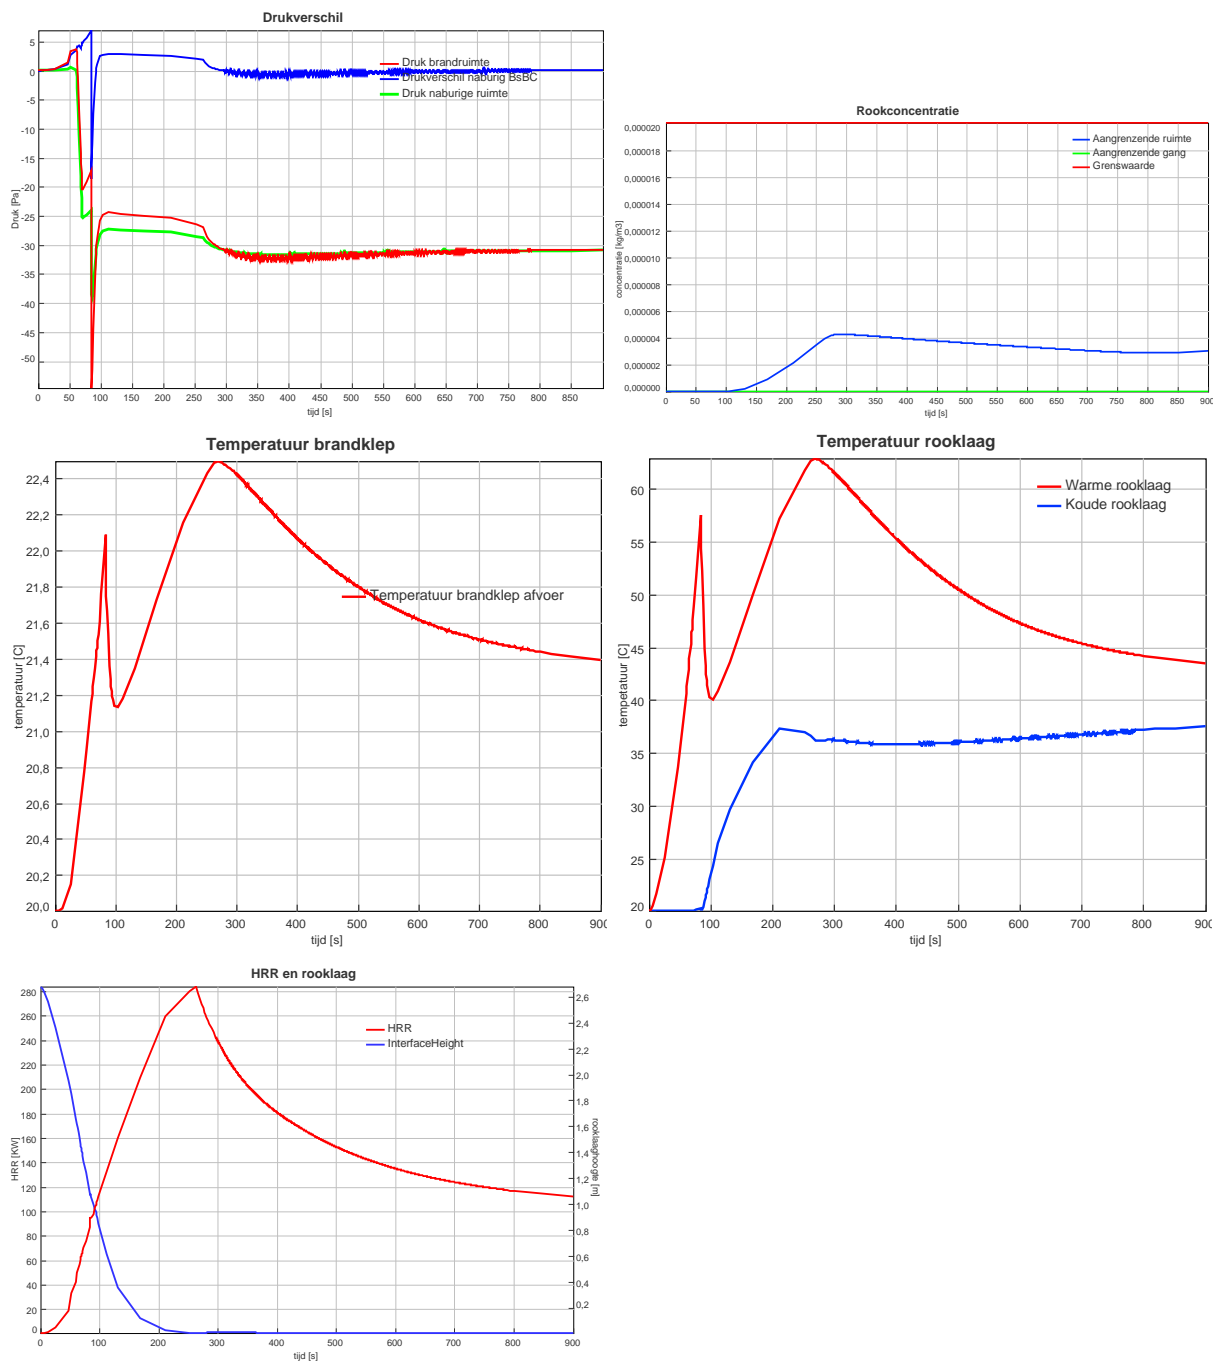 Drukverschil
5
0
-5
-10
-15
-20
-25
-30
-35
-40
-45
-50
Druk [Pa]
Druk brandruimte
Drukverschil naburig BsBC
Druk naburige ruimte
0 50 100 150 200 250 300 350 400 450 500 550 600 650 700 750 800 850
tijd [s]
Rookconcentratie
0,000020
0,000018
0,000016
0,000014
0,000012
0,000010
0,000008
0,000006
0,000004
0,000002
0,000000
concentratie [kg/m3]
Aangrenzende ruimte
Aangrenzende gang
Grenswaarde
0 50 100 150 200 250 300 350 400 450 500 550 600 650 700 750 800 850 900
tijd [s]
Temperatuur brandklep
22,4
22,2
22,0
21,8
21,6
21,4
21,2
21,0
20,8
20,6
20,4
20,2
20,0
temperatuur [C]
Temperatuur brandklep afvoer
0 100 200 300 400 500 600 700 800 900
tijd [s]
Temperatuur rooklaag
60
55
50
45
40
35
30
25
20
tempetatuur [C]
Warme rooklaag
Koude rooklaag
0 100 200 300 400 500 600 700 800 900
tijd [s]
HRR en rooklaag
280
260
240
220
200
180
160
140
120
100
80
60
40
20
0
HRR [KW]
HRR
InterfaceHeight
2,6
2,4
2,2
2,0
1,8
1,6
1,4
1,2
1,0
0,8
0,6
0,4
0,2
rooklaaghoogte [m]
0 100 200 300 400 500 600 700 800 900
tijd [s]